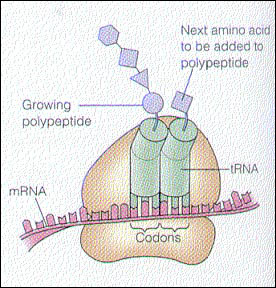 Next amino acid
to be added to
polypeptide
Growing
polypeptide
tRNA
mRNA
Codons